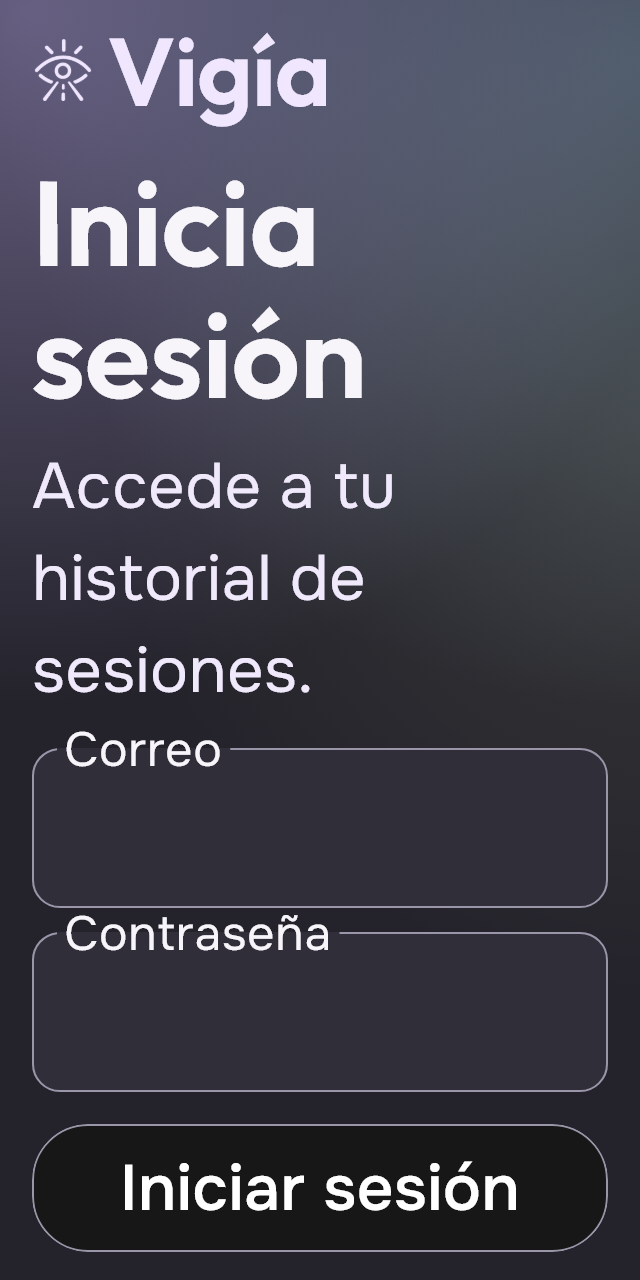 Vigía
Inicia
sesión
Accede a tu
historial de
sesiones.
Correo
Contraseña
Iniciar sesión